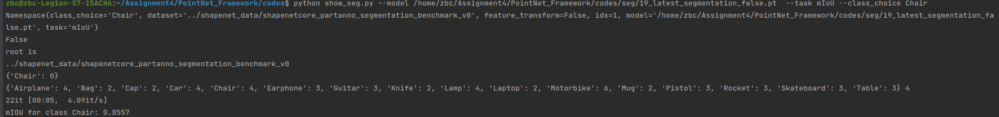 zbc@zbc-Legion-S7-15ACH6:~/Assignment4/PointNet_Framework/codes$ python show_seg.py --model /home/zbc/Assignment4/PointNet_Framework/codes/seg/19_latest_segmentation_false.pt  --task mIoU --class_choice Chair
Namespace(class_choice='Chair', dataset='../shapenet_data/shapenetcore_partanno_segmentation_benchmark_v0', feature_transform=False, idx=1, model='/home/zbc/Assignment4/PointNet_Framework/codes/seg/19_latest_segmentation_fa
lse.pt', task='mIoU')
False
root is
../shapenet_data/shapenetcore_partanno_segmentation_benchmark_v0
{'Chair': 0}
{'Airplane': 4, 'Bag': 2, 'Cap': 2, 'Car': 4, 'Chair': 4, 'Earphone': 3, 'Guitar': 3, 'Knife': 2, 'Lamp': 4, 'Laptop': 2, 'Motorbike': 6, 'Mug': 2, 'Pistol': 3, 'Rocket': 3, 'Skateboard': 3, 'Table': 3} 4
22it [00:05,  4.09it/s]
mIOU for class Chair: 0.8557